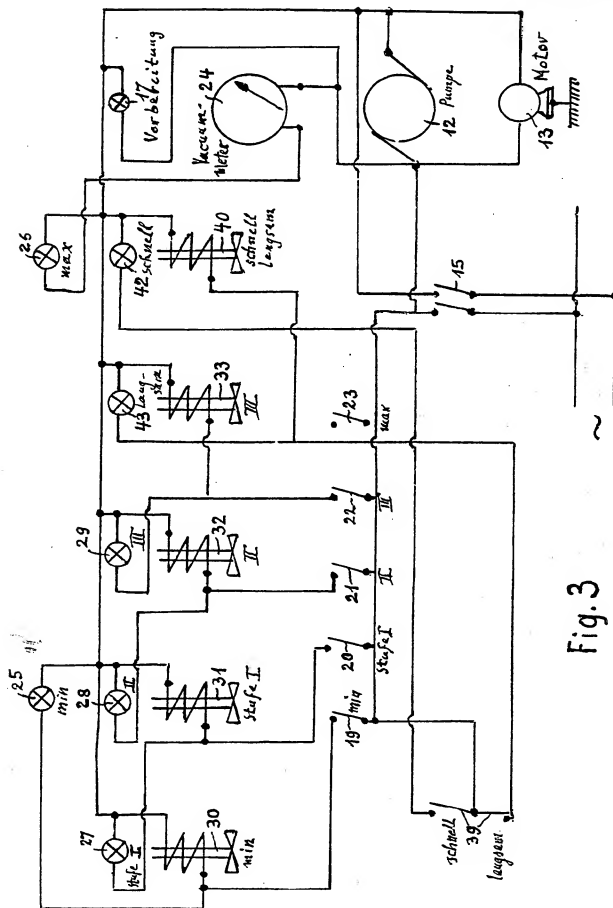 26
max
17
Vorbereitung
24
Vacuum-
Meter
12
Pumpe
13
Motor
42
schnell
40
schnell
langsam
43
Lang-
sam
33
III
23
max
15
29
III
32
II
22
III
21
II
25
min
28
II
31
Stufe I
20
Stufe I
19
min
27
Stufe I
30
min
schnell
39
langsam
~
Fig. 3